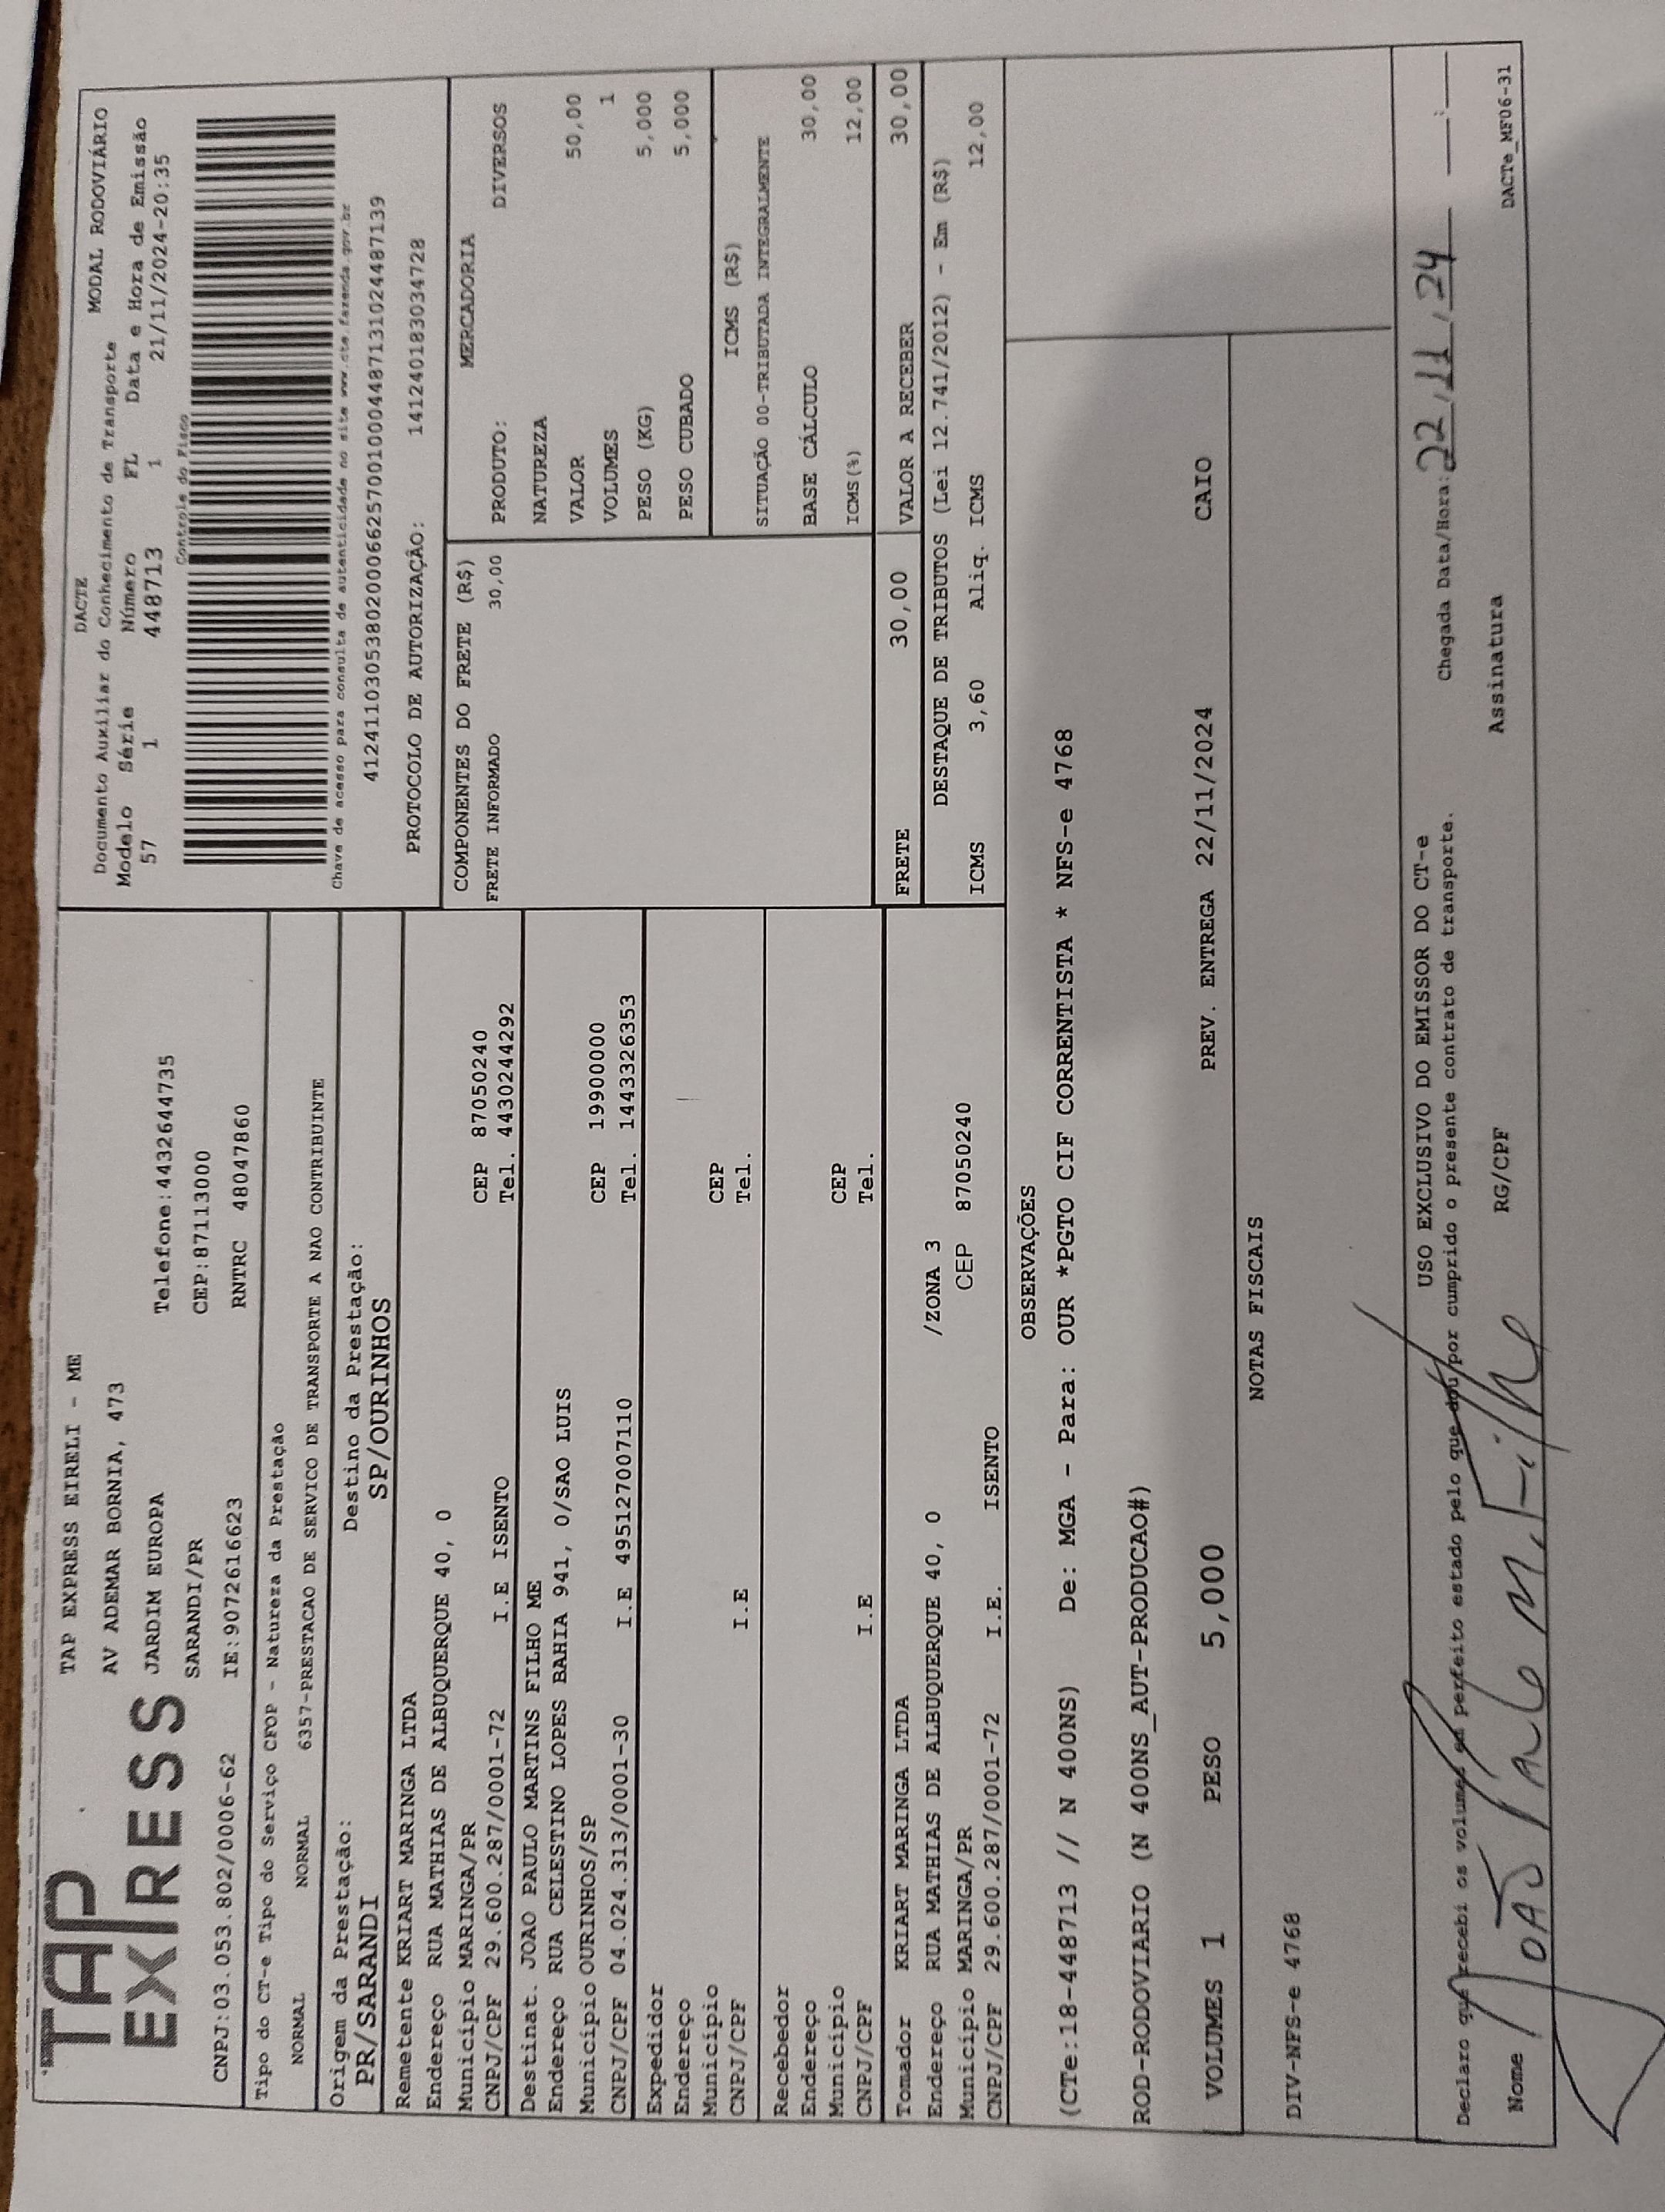 TAP
EXPRESS
TAP EXPRESS EIRELI - ME
AV ADEMAR BORNIA, 473
JARDIM EUROPA Telefone:4432644735
SARANDI/PR CEP:87113000
CNPJ:03.053.802/0006-62 IE:9072616623 RNTRC 48047860
Tipo do CT-e Tipo do Serviço CFOP - Natureza da Prestação
NORMAL NORMAL 6357-PRESTACAO DE SERVICO DE TRANSPORTE A NAO CONTRIBUINTE
Origem da Prestação: Destino da Prestação:
PR/SARANDI SP/OURINHOS
DACTE MODAL RODOVIÁRIO
Documento Auxiliar do Conhecimento de Transporte
Modelo Série Número FL Data e Hora de Emissão
57 1 448713 1 21/11/2024-20:35
Controle do Fisco
Chave de acesso para consulta de autenticidade no site www.cte.fazenda.gov.br
41241103053802000662570010004487131024487139
PROTOCOLO DE AUTORIZAÇÃO: 141240183034728
Remetente KRIART MARINGA LTDA
Endereço RUA MATHIAS DE ALBUQUERQUE 40, 0
Município MARINGA/PR CEP 87050240
CNPJ/CPF 29.600.287/0001-72 I.E ISENTO Tel. 4430244292
Destinat. JOAO PAULO MARTINS FILHO ME
Endereço RUA CELESTINO LOPES BAHIA 941, 0/SAO LUIS
Município OURINHOS/SP CEP 19900000
CNPJ/CPF 04.024.313/0001-30 I.E 495127007110 Tel. 1433326353
Expedidor
Endereço
Município CEP
CNPJ/CPF I.E Tel.
Recebedor
Endereço
Município CEP
CNPJ/CPF I.E Tel.
Tomador KRIART MARINGA LTDA
Endereço RUA MATHIAS DE ALBUQUERQUE 40, 0 /ZONA 3
Município MARINGA/PR CEP 87050240
CNPJ/CPF 29.600.287/0001-72 I.E. ISENTO
COMPONENTES DO FRETE (R$)
FRETE INFORMADO 30,00
MERCADORIA
PRODUTO: DIVERSOS
NATUREZA
VALOR 50,00
VOLUMES 1
PESO (KG) 5,000
PESO CUBADO 5,000
ICMS (R$)
SITUAÇÃO 00-TRIBUTADA INTEGRALMENTE
BASE CÁLCULO 30,00
ICMS(%) 12,00
FRETE 30,00 VALOR A RECEBER 30,00
DESTAQUE DE TRIBUTOS (Lei 12.741/2012) - Em (R$)
ICMS 3,60 Aliq. ICMS 12,00
OBSERVAÇÕES
(CTe:18-448713 // N 400NS) De: MGA - Para: OUR *PGTO CIF CORRENTISTA * NFS-e 4768
ROD-RODOVIARIO (N 400NS_AUT-PRODUCAO#)
VOLUMES 1 PESO 5,000 PREV. ENTREGA 22/11/2024 CAIO
NOTAS FISCAIS
DIV-NFS-e 4768
USO EXCLUSIVO DO EMISSOR DO CT-e
Declaro que recebi os volumes em perfeito estado pelo que dou por cumprido o presente contrato de transporte. Chegada Data/Hora: 22/11/24 __:__
Nome João Paulo M. Filho RG/CPF Assinatura
DACTe_MF06-31